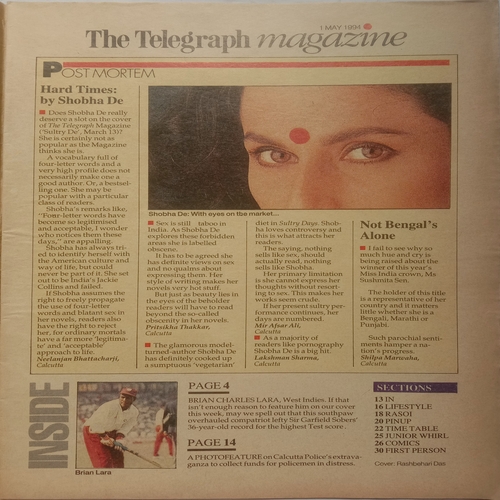 1 MAY 1994
The Telegraph magazine
POST MORTEM
Hard Times:
by Shobha De
Does Shobha De really
deserve a slot on the cover
of The Telegraph Magazine
('Sultry De', March 13)?
She is certainly not as
popular as the Magazine
thinks she is.
A vocabulary full of
four-letter words and a
very high profile does not
necessarily make one a
good author. Or, a bestsell-
ing one. She may be
popular with a particular
class of readers.
Shobha's remarks like,
"Four-letter words have
become so legitimised
and acceptable, I wonder
who notices them those
days," are appalling.
Shobha has always tri-
ed to identify herself with
the American culture and
way of life, but could
never be part of it. She set
out to be India's Jackie
Collins and failed.
If Shobha assumes the
right to freely propagate
the use of four-letter
words and blatant sex in
her novels, readers also
have the right to reject
her, for ordinary mortals
have a far more 'legitima-
te' and 'acceptable'
approach to life.
Neelanjan Bhattacharji,
Calcutta
Shobha De: With eyes on the market...
Sex is still taboo in
India. As Shobha De
explores these forbidden
areas she is labelled
obscene.
It has to be agreed she
has definite views on sex
and no qualms about
expressing them. Her
style of writing makes her
novels very hot stuff.
But just as beauty lies in
the eyes of the beholder
readers will have to read
beyond the so-called
obscenity in her novels.
Pritsikha Thakkar,
Calcutta
The glamorous model-
turned-author Shobha De
has definitely cooked up
a sumptuous 'vegetarian'
diet in Sultry Days. Shob-
ha loves controversy and
this is what attracts her
readers.
The saying, nothing
sells like sex, should
actually read, nothing
sells like Shobha.
Her primary limitation
is she cannot express her
thoughts without resort-
ing to sex. This makes her
works seem crude.
If her present sultry per-
formance continues, her
days are numbered.
Mir Afsar Ali,
Calcutta
As a majority of
readers like pornography
Shobha De is a big hit.
Lakshman Sharma,
Calcutta
Not Bengal's
Alone
I fail to see why so
much hue and cry is
being raised about the
winner of this year's
Miss India crown, Ms
Sushmita Sen.
The holder of this title
is a representative of her
country and it matters
little whether she is a
Bengali, Marathi or
Punjabi.
Such parochial senti-
ments hamper a na-
tion's progress.
Shilpa Marwaha,
Calcutta
INSIDE
Brian Lara
PAGE 4
BRIAN CHARLES LARA, West Indies. If that
isn't enough reason to feature him on our cover
this week, may we spell out that this southpaw
overhauled compatriot lefty Sir Garfield Sobers'
36-year-old record for the highest Test score.
PAGE 14
A PHOTOFEATURE on Calcutta Police's extrava-
ganza to collect funds for policemen in distress.
SECTIONS
13 IN
16 LIFESTYLE
18 RASOI
20 PINUP
22 TIME TABLE
25 JUNIOR WHIRL
26 COMICS
30 FIRST PERSON
Cover: Rashbehari Das